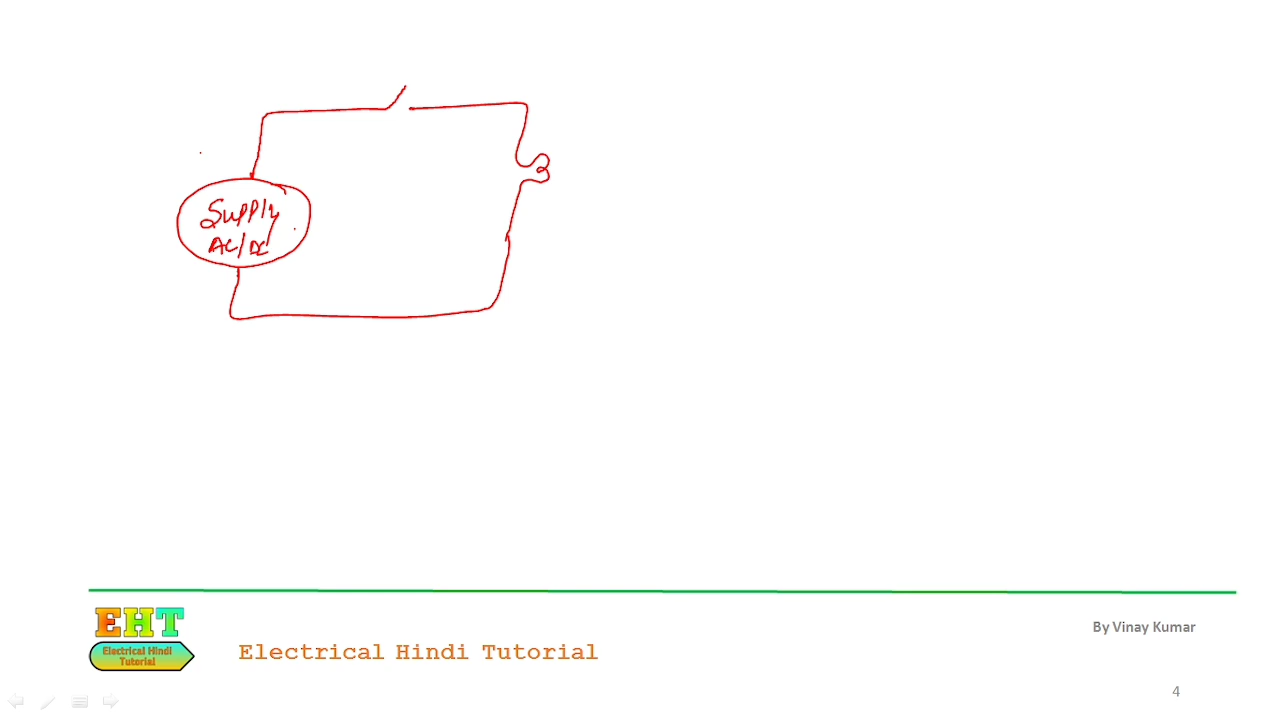 Supply
AC/DC
EHT
Electrical Hindi
Tutorial
Electrical Hindi Tutorial
By Vinay Kumar
4